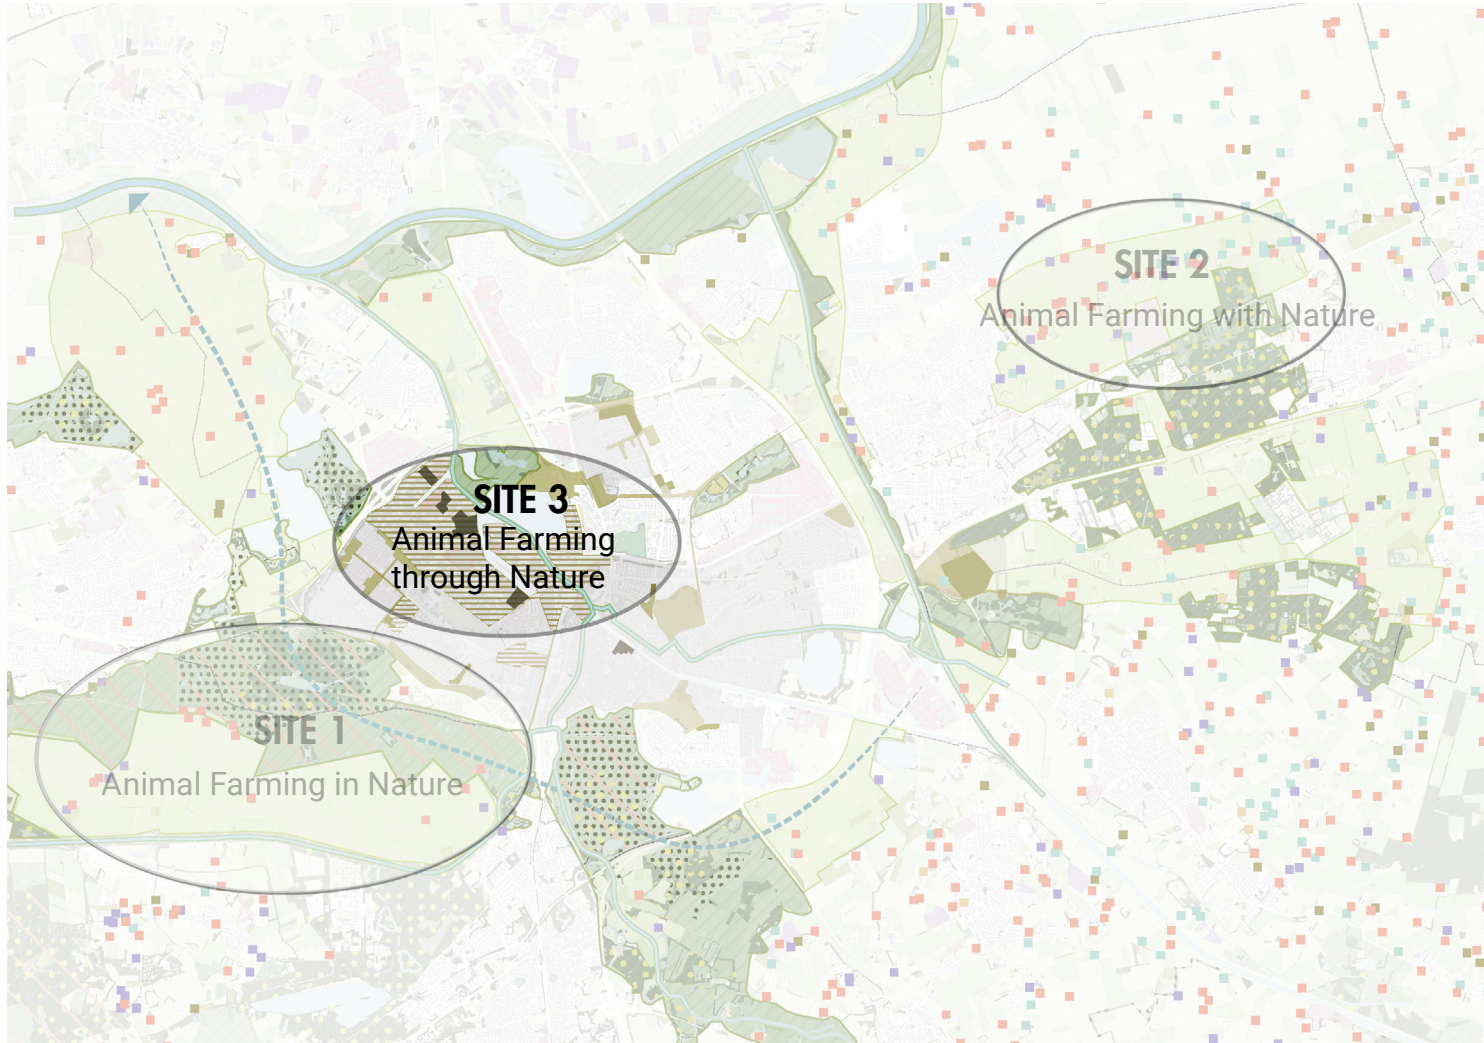 SITE 2
Animal Farming with Nature
SITE 3
Animal Farming
through Nature
SITE 1
Animal Farming in Nature